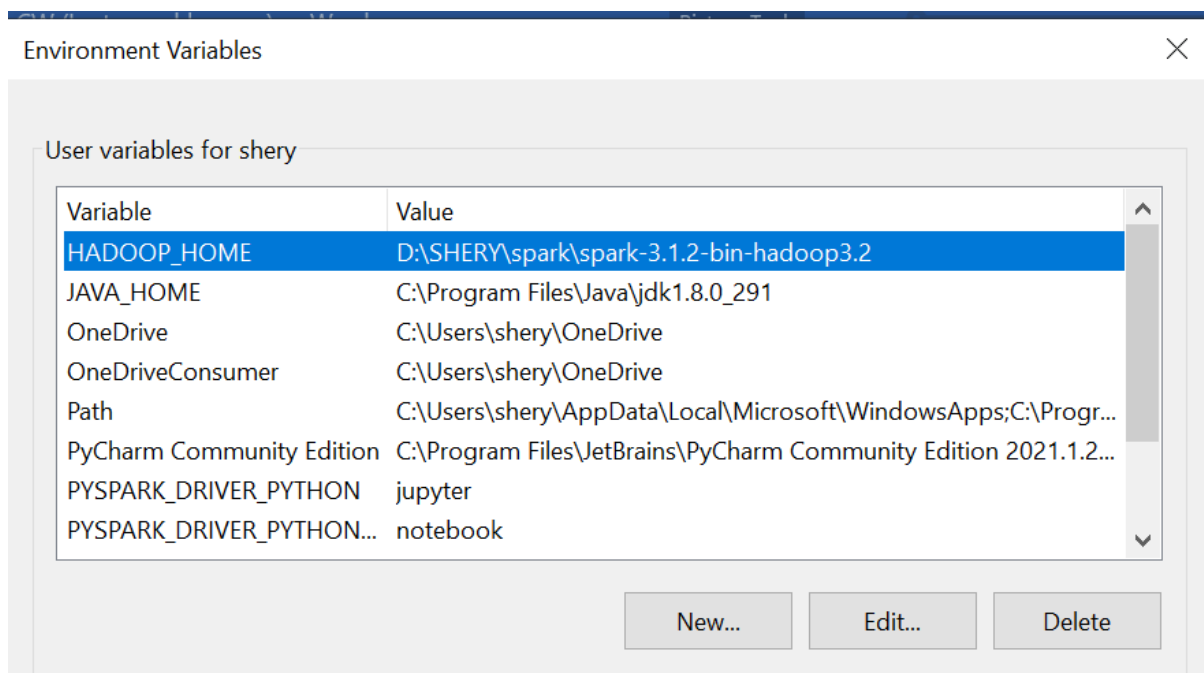 Environment Variables
User variables for shery
Variable Value
HADOOP_HOME D:\SHERY\spark\spark-3.1.2-bin-hadoop3.2
JAVA_HOME C:\Program Files\Java\jdk1.8.0_291
OneDrive C:\Users\shery\OneDrive
OneDriveConsumer C:\Users\shery\OneDrive
Path C:\Users\shery\AppData\Local\Microsoft\WindowsApps;C:\Progr...
PyCharm Community Edition C:\Program Files\JetBrains\PyCharm Community Edition 2021.1.2...
PYSPARK_DRIVER_PYTHON jupyter
PYSPARK_DRIVER_PYTHON... notebook
New... Edit... Delete